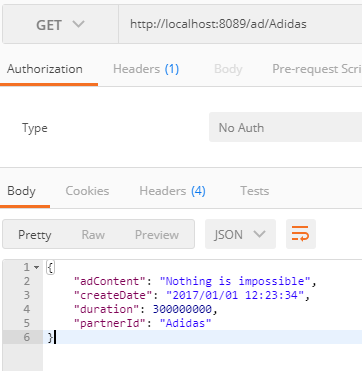 GET http://localhost:8089/ad/Adidas
Authorization Headers (1) Body Pre-request Scri
Type No Auth
Body Cookies Headers (4) Tests
Pretty Raw Preview JSON
1 {
2 "adContent": "Nothing is impossible",
3 "createDate": "2017/01/01 12:23:34",
4 "duration": 300000000,
5 "partnerId": "Adidas"
6 }